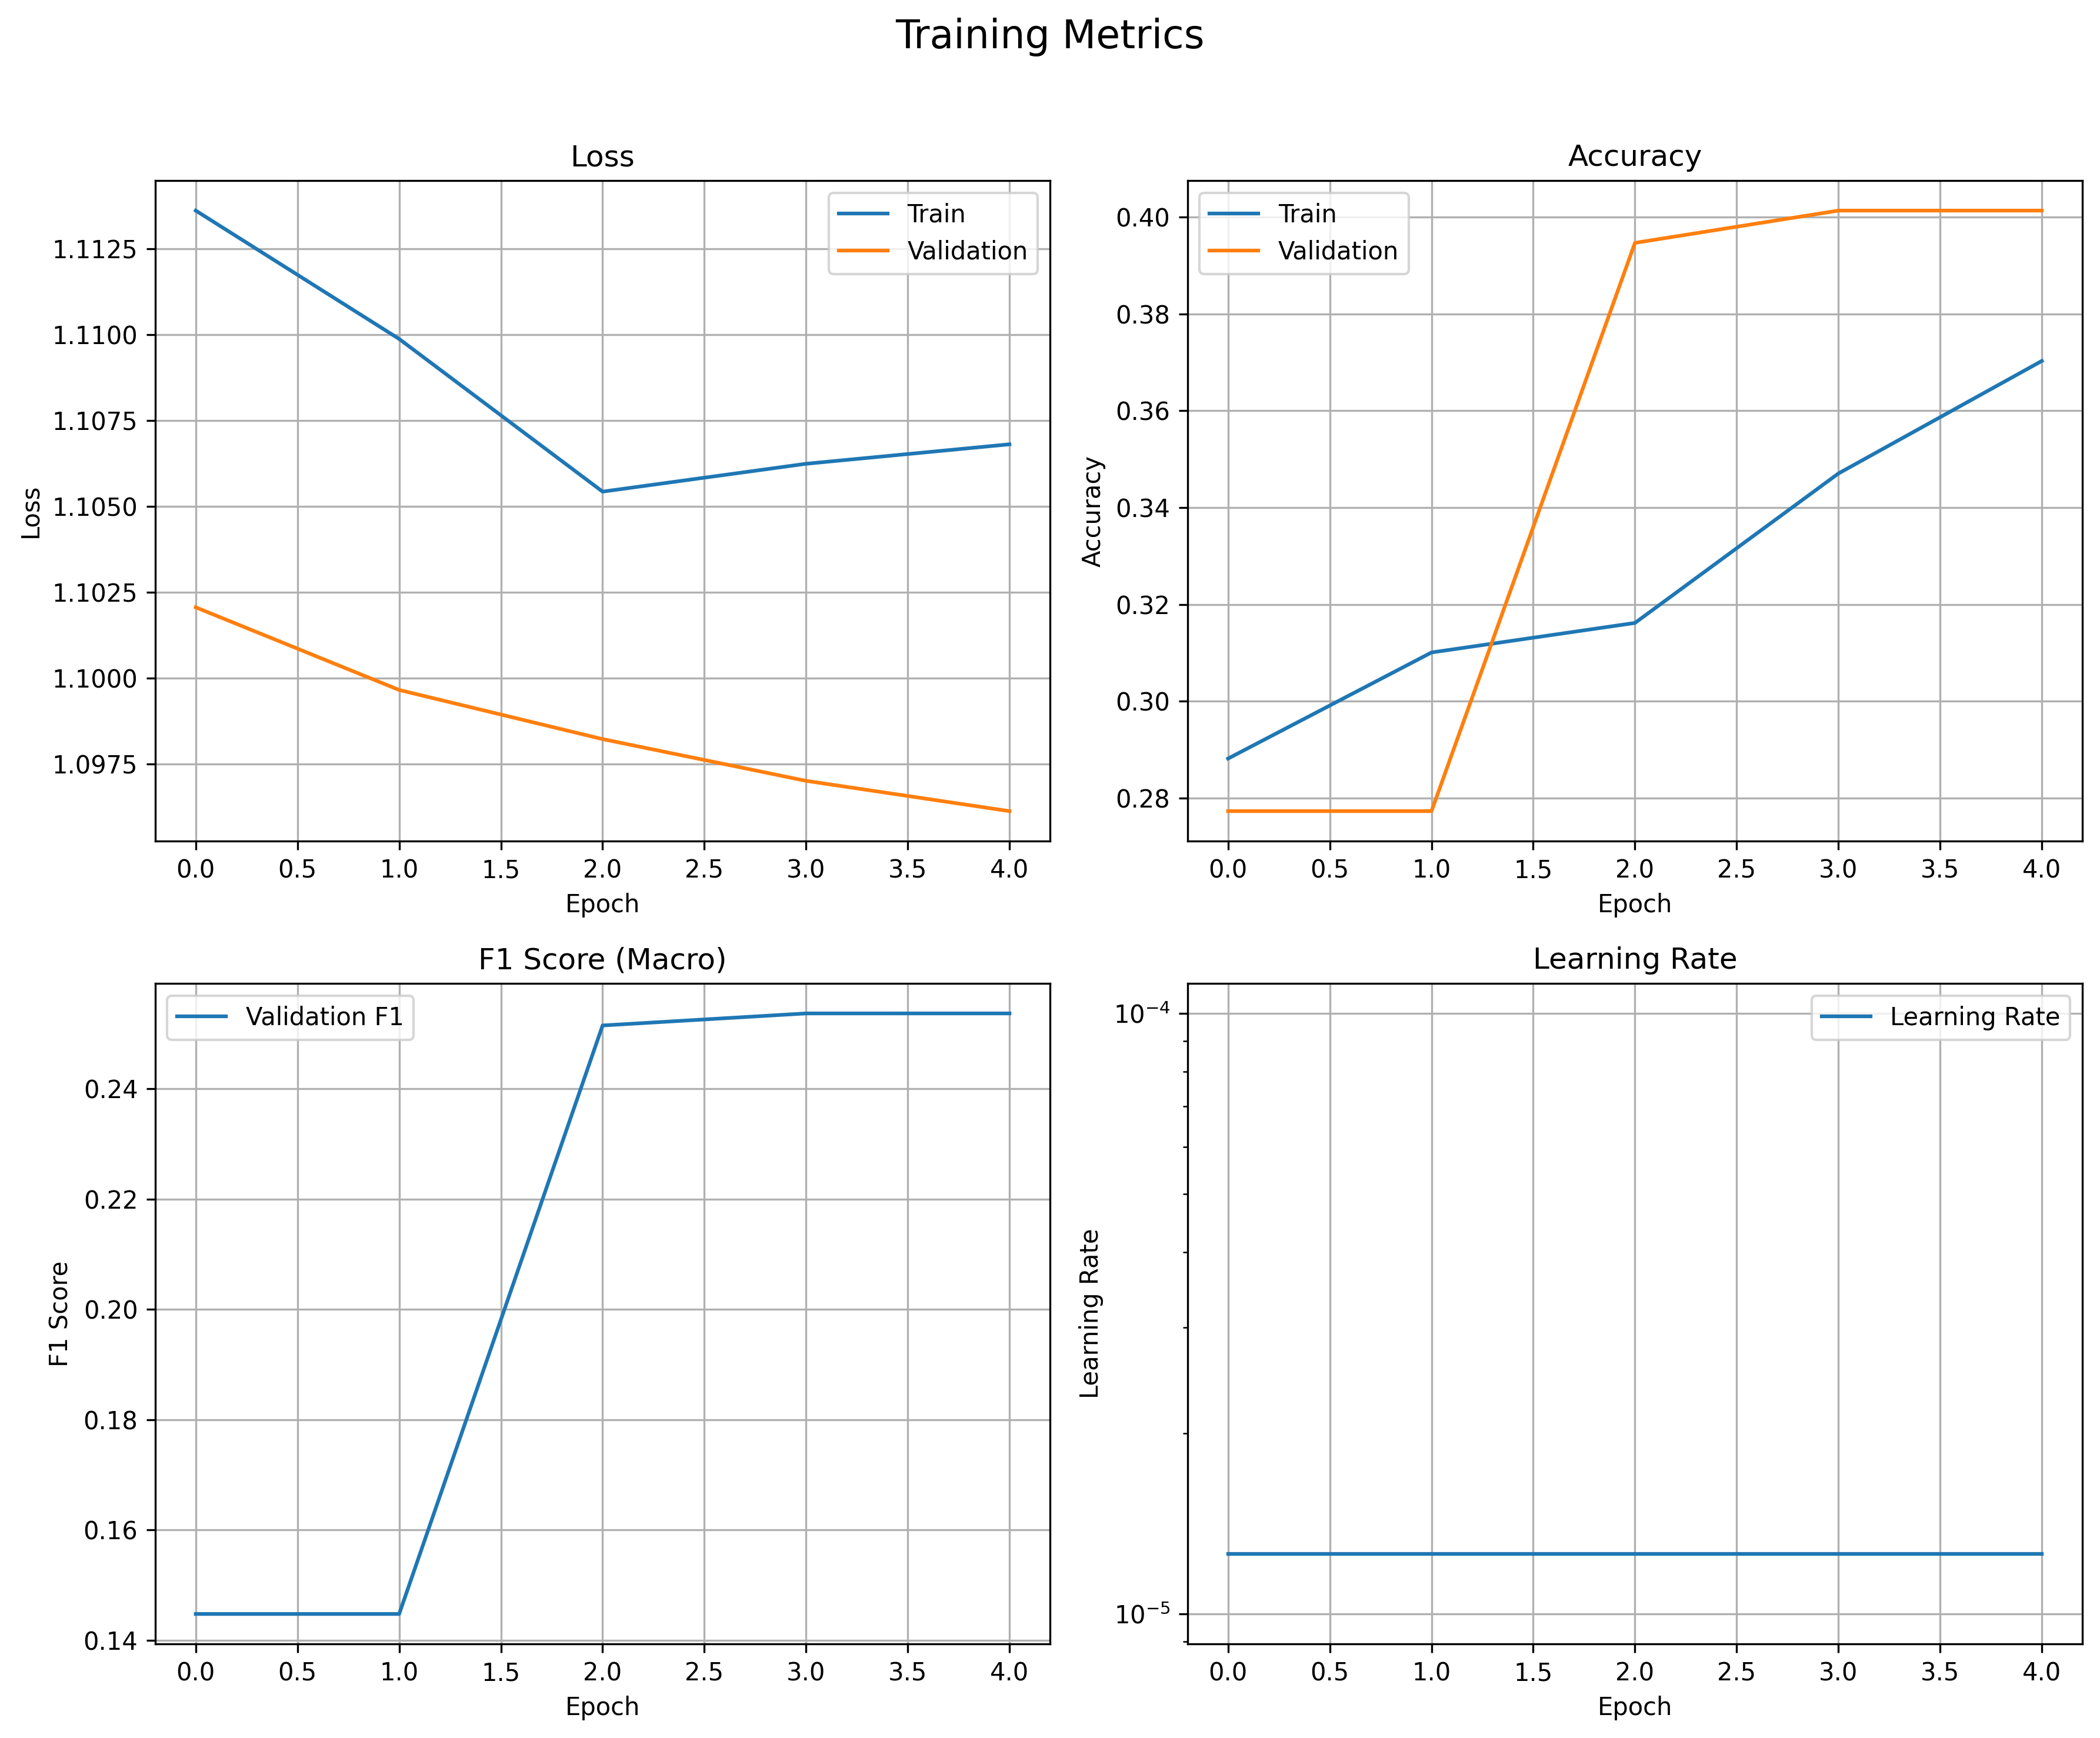 Training Metrics
Loss
Train
Validation
1.1125
1.1100
1.1075
1.1050
1.1025
1.1000
1.0975
Loss
0.0 0.5 1.0 1.5 2.0 2.5 3.0 3.5 4.0
Epoch
Accuracy
Train
Validation
0.40
0.38
0.36
0.34
0.32
0.30
0.28
Accuracy
0.0 0.5 1.0 1.5 2.0 2.5 3.0 3.5 4.0
Epoch
F1 Score (Macro)
Validation F1
0.24
0.22
0.20
0.18
0.16
0.14
F1 Score
0.0 0.5 1.0 1.5 2.0 2.5 3.0 3.5 4.0
Epoch
Learning Rate
Learning Rate
10⁻⁴
10⁻⁵
Learning Rate
0.0 0.5 1.0 1.5 2.0 2.5 3.0 3.5 4.0
Epoch